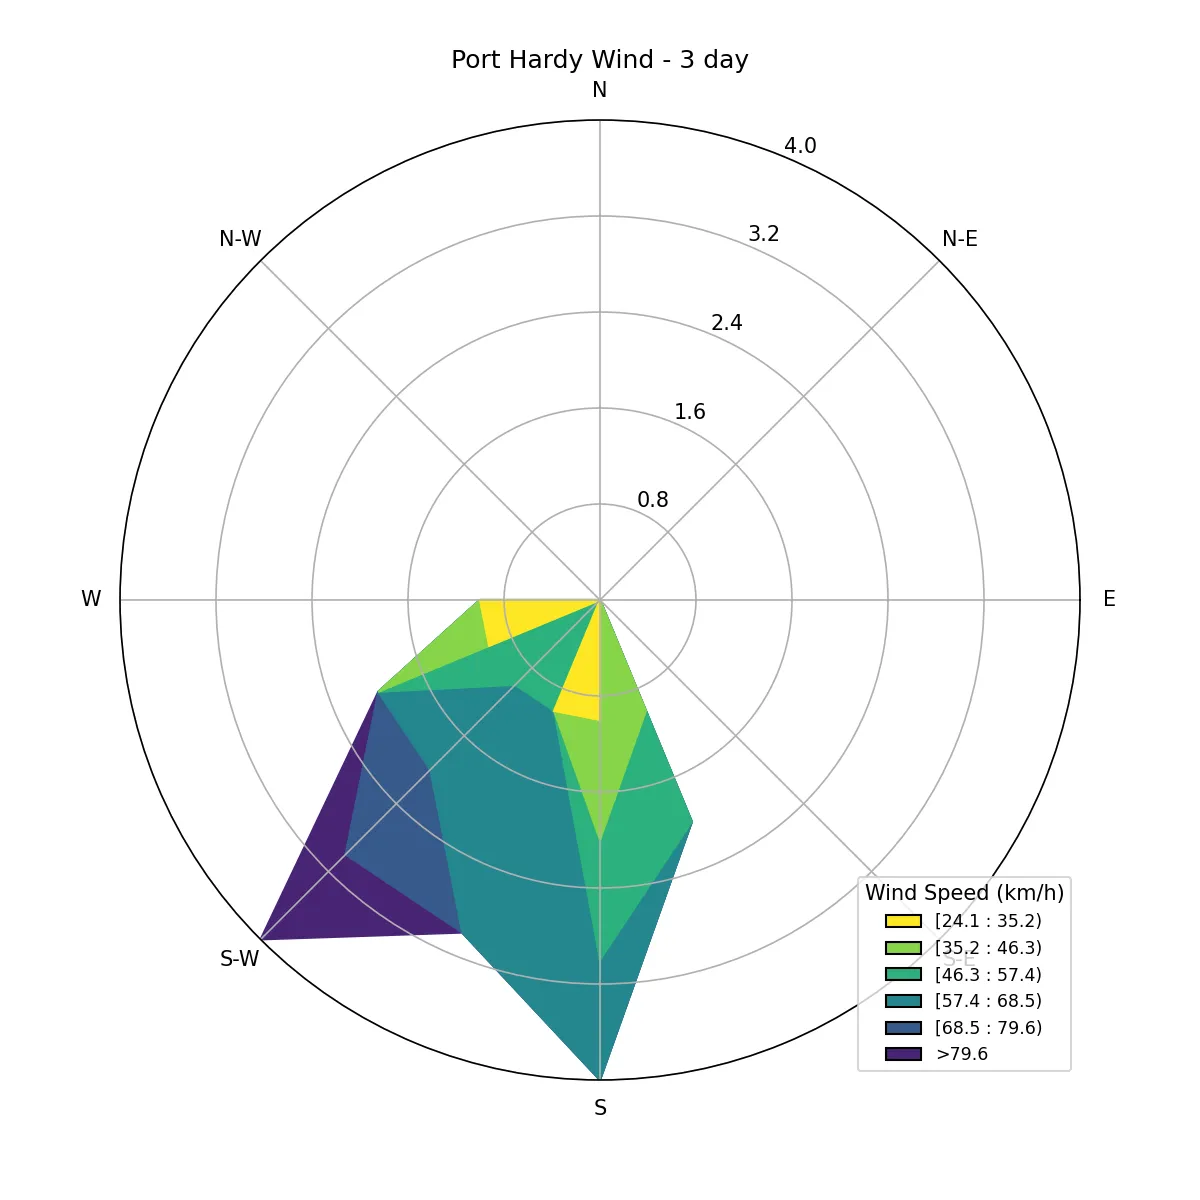 Port Hardy Wind - 3 day
N
4.0
N-W
3.2
N-E
2.4
1.6
0.8
W
E
Wind Speed (km/h)
[24.1 : 35.2)
[35.2 : 46.3)
S-W
S-E
[46.3 : 57.4)
[57.4 : 68.5)
[68.5 : 79.6)
>79.6
S